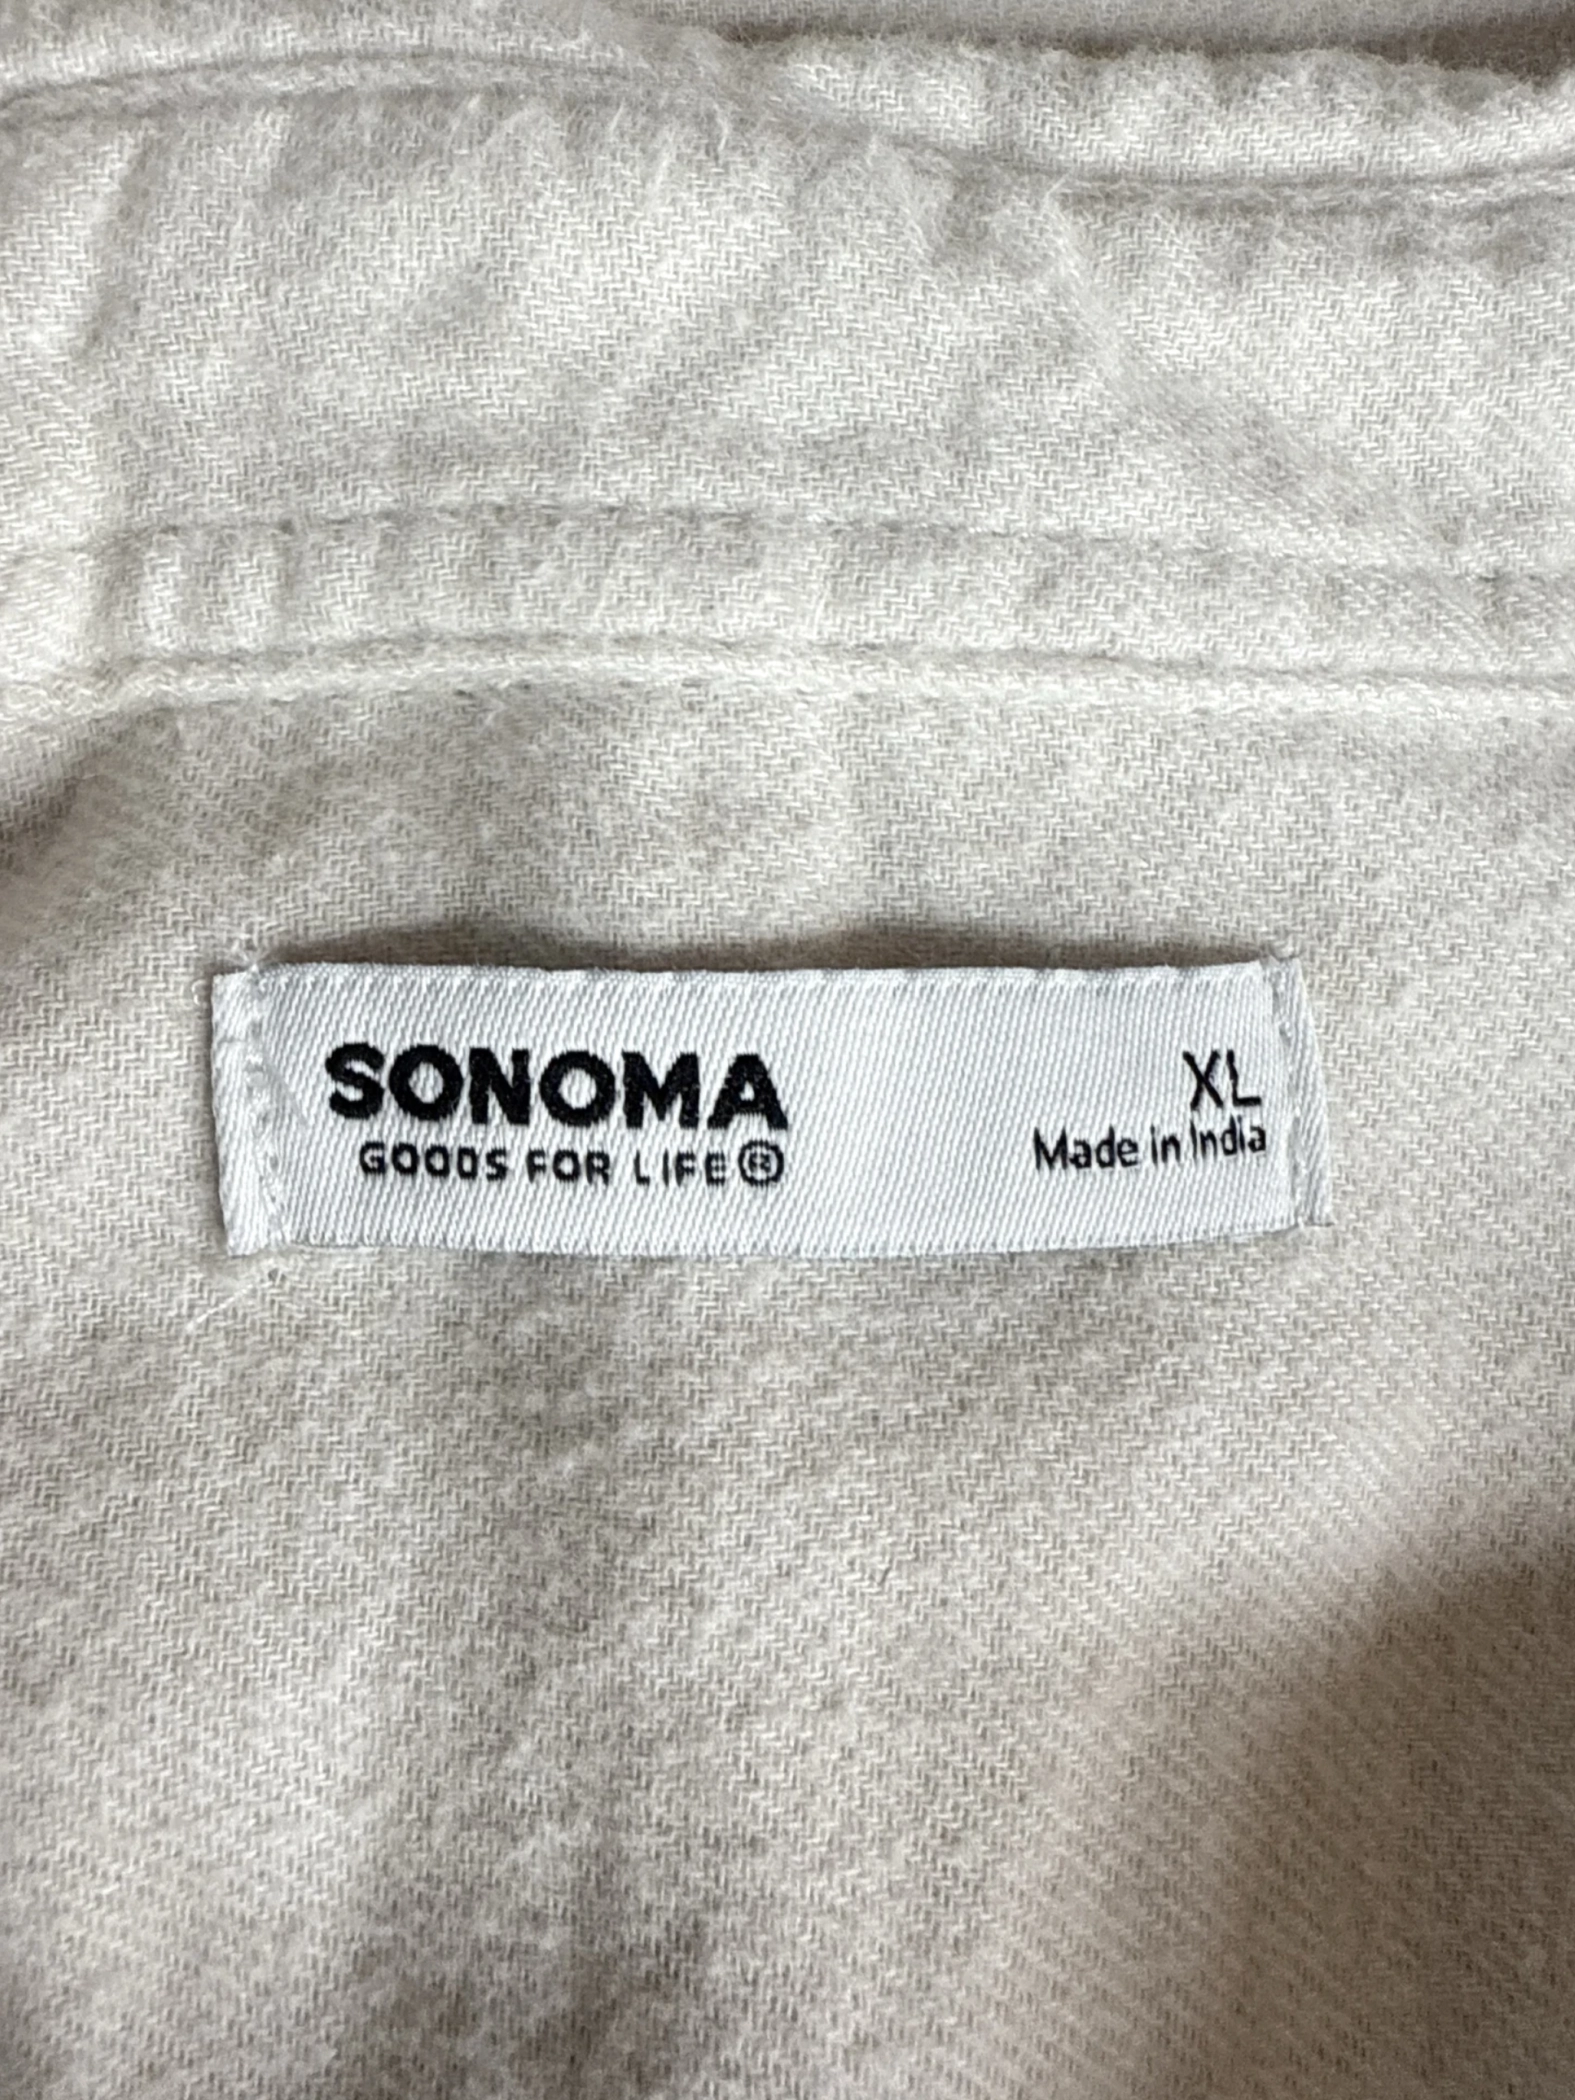 SONOMA
GOODS FOR LIFE®
XL
Made in India